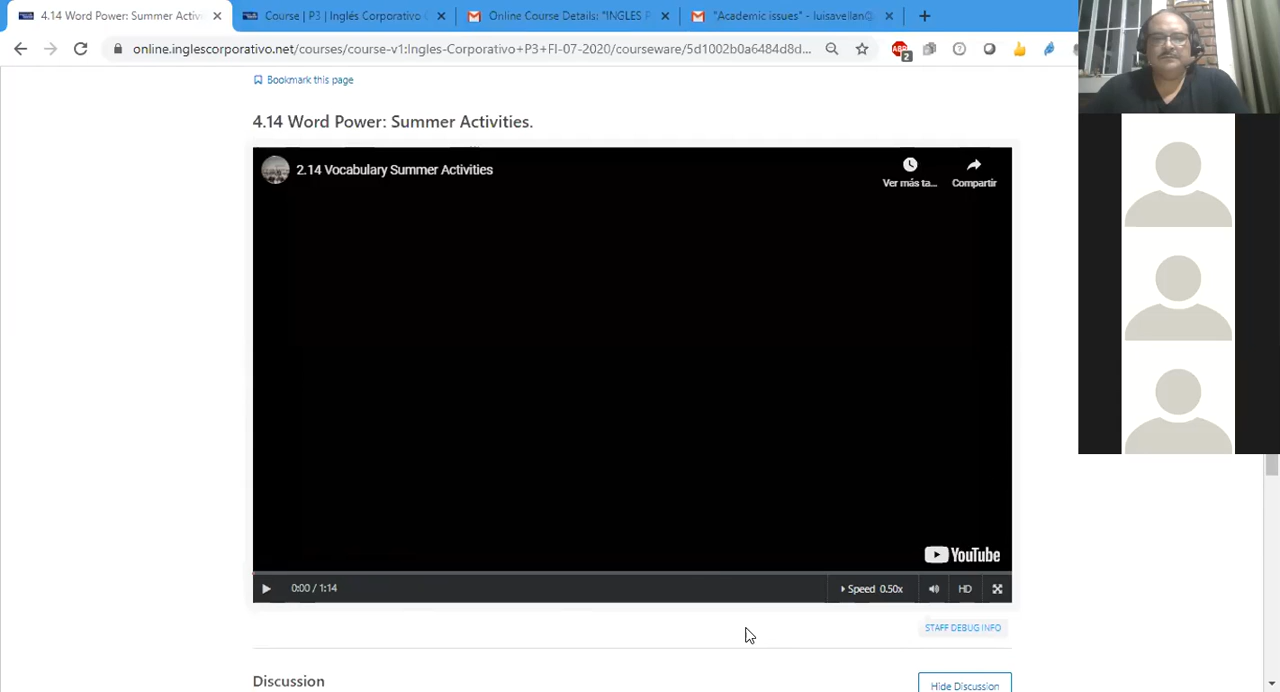 4.14 Word Power: Summer Activi
Course | P3 | Inglés Corporativo
Online Course Details: "INGLES P
"Academic issues" - luisavellan@
online.inglescorporativo.net/courses/course-v1:Ingles-Corporativo+P3+FI-07-2020/courseware/5d1002b0a6484d8d...
ABP
2
Bookmark this page
4.14 Word Power: Summer Activities.
2.14 Vocabulary Summer Activities
Ver más ta...
Compartir
YouTube
0:00 / 1:14
Speed 0.50x
HD
STAFF DEBUG INFO
Discussion
Hide Discussion